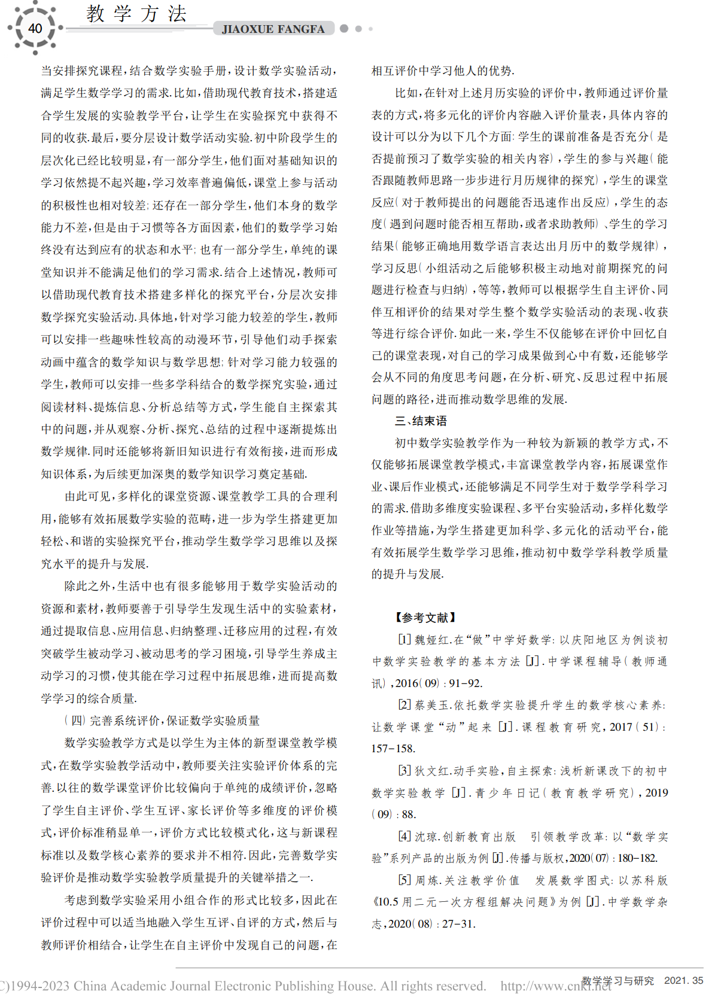 40
教学方法
JIAOXUE FANGFA
当安排探究课程,结合数学实验手册,设计数学实验活动,
满足学生数学学习的需求.比如,借助现代教育技术,搭建适
合学生发展的实验教学平台,让学生在实验探究中获得不
同的收获.最后,要分层设计数学活动实验.初中阶段学生的
层次化已经比较明显,有一部分学生,他们面对基础知识的
学习依然提不起兴趣,学习效率普遍偏低,课堂上参与活动
的积极性也相对较差;还存在一部分学生,他们本身的数学
能力不差,但是由于习惯等各方面因素,他们的数学学习始
终没有达到应有的状态和水平;也有一部分学生,单纯的课
堂知识并不能满足他们的学习需求.结合上述情况,教师可
以借助现代教育技术搭建多样化的探究平台,分层次安排
数学探究实验活动.具体地,针对学习能力较差的学生,教师
可以安排一些趣味性较高的动漫环节,引导他们动手探索
动画中蕴含的数学知识与数学思想;针对学习能力较强的
学生,教师可以安排一些多学科结合的数学探究实验,通过
阅读材料、提炼信息、分析总结等方式,学生能自主探索其
中的问题,并从观察、分析、探究、总结的过程中逐渐提炼出
数学规律.同时还能够将新旧知识进行有效衔接,进而形成
知识体系,为后续更加深奥的数学知识学习奠定基础.
由此可见,多样化的课堂资源、课堂教学工具的合理利
用,能够有效拓展数学实验的范畴,进一步为学生搭建更加
轻松、和谐的实验探究平台,推动学生数学学习思维以及探
究水平的提升与发展.
除此之外,生活中也有很多能够用于数学实验活动的
资源和素材,教师要善于引导学生发现生活中的实验素材,
通过提取信息、应用信息、归纳整理、迁移应用的过程,有效
突破学生被动学习、被动思考的学习困境,引导学生养成主
动学习的习惯,使其能在学习过程中拓展思维,进而提高数
学学习的综合质量.
(四)完善系统评价,保证数学实验质量
数学实验教学方式是以学生为主体的新型课堂教学模
式,在数学实验教学活动中,教师要关注实验评价体系的完
善.以往的数学课堂评价比较偏向于单纯的成绩评价,忽略
了学生自主评价、学生互评、家长评价等多维度的评价模
式,评价标准稍显单一,评价方式比较模式化,这与新课程
标准以及数学核心素养的要求并不相符.因此,完善数学实
验评价是推动数学实验教学质量提升的关键举措之一.
考虑到数学实验采用小组合作的形式比较多,因此在
评价过程中可以适当地融入学生互评、自评的方式,然后与
教师评价相结合,让学生在自主评价中发现自己的问题,在
相互评价中学习他人的优势.
比如,在针对上述月历实验的评价中,教师通过评价量
表的方式,将多元化的评价内容融入评价量表,具体内容的
设计可以分为以下几个方面:学生的课前准备是否充分(是
否提前预习了数学实验的相关内容),学生的参与兴趣(能
否跟随教师思路一步步进行月历规律的探究),学生的课堂
反应(对于教师提出的问题能否迅速作出反应),学生的态
度(遇到问题时能否相互帮助,或者求助教师)、学生的学习
结果(能够正确地用数学语言表达出月历中的数学规律),
学习反思(小组活动之后能够积极主动地对前期探究的问
题进行检查与归纳),等等,教师可以根据学生自主评价、同
伴互相评价的结果对学生整个数学实验活动的表现、收获
等进行综合评价.如此一来,学生不仅能够在评价中回忆自
己的课堂表现,对自己的学习成果做到心中有数,还能够学
会从不同的角度思考问题,在分析、研究、反思过程中拓展
问题的路径,进而推动数学思维的发展.
三、结束语
初中数学实验教学作为一种较为新颖的教学方式,不
仅能够拓展课堂教学模式,丰富课堂教学内容,拓展课堂作
业、课后作业模式,还能够满足不同学生对于数学学科学习
的需求.借助多维度实验课程、多平台实验活动,多样化数学
作业等措施,为学生搭建更加科学、多元化的活动平台,能
有效拓展学生数学学习思维,推动初中数学学科教学质量
的提升与发展.
【参考文献】
[1]魏娅红.在“做”中学好数学:以庆阳地区为例谈初
中数学实验教学的基本方法[J].中学课程辅导(教师通
讯),2016(09):91-92.
[2]蔡美玉.依托数学实验提升学生的数学核心素养:
让数学课堂“动”起来[J].课程教育研究,2017(51):
157-158.
[3]狄文红.动手实验,自主探索:浅析新课改下的初中
数学实验教学[J].青少年日记(教育教学研究),2019
(09):88.
[4]沈琼.创新教育出版　引领教学改革:以“数学实
验”系列产品的出版为例[J].传播与版权,2020(07):180-182.
[5]周炼.关注教学价值　发展数学图式:以苏科版
《10.5 用二元一次方程组解决问题》为例[J].中学数学杂
志,2020(08):27-31.
数学学习与研究　2021.35
C)1994-2023 China Academic Journal Electronic Publishing House. All rights reserved.　http://www.cnki.net